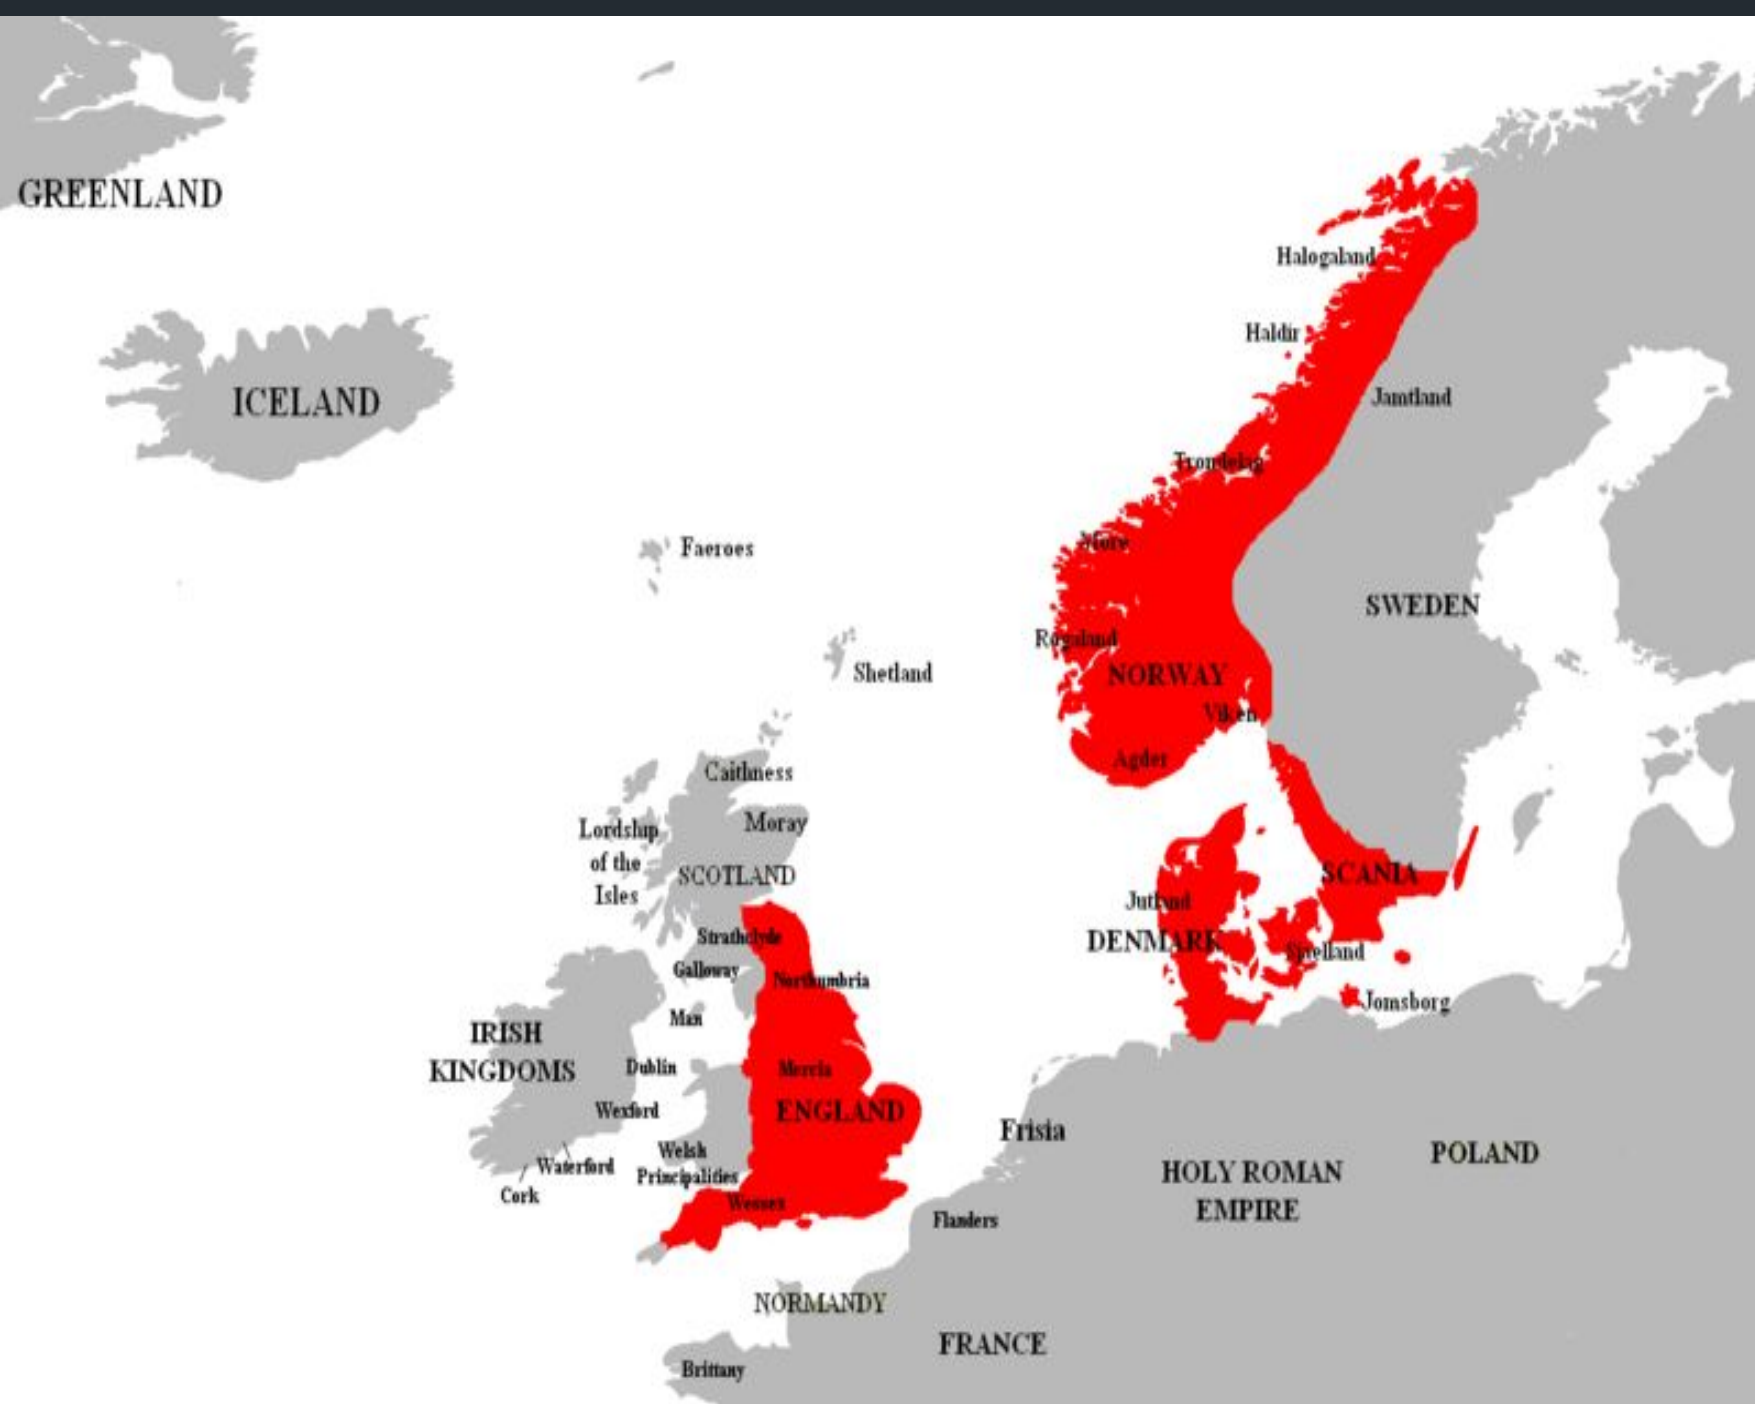 GREENLAND
Halogaland
Haldir
ICELAND
Jamtland
Trondelag
More
Faeroes
SWEDEN
Rogaland
Shetland
NORWAY
Viken
Agder
Caithness
Moray
Lordship
of the
Isles
SCOTLAND
SCANIA
Jutland
DENMARK
Strathclyde
Sjaelland
Galloway
Northumbria
Jomsborg
Man
IRISH
KINGDOMS
Dublin
Mercia
Wexford
ENGLAND
Frisia
Welsh
Principalities
Waterford
Cork
HOLY ROMAN
EMPIRE
POLAND
Wessex
Flanders
NORMANDY
FRANCE
Brittany